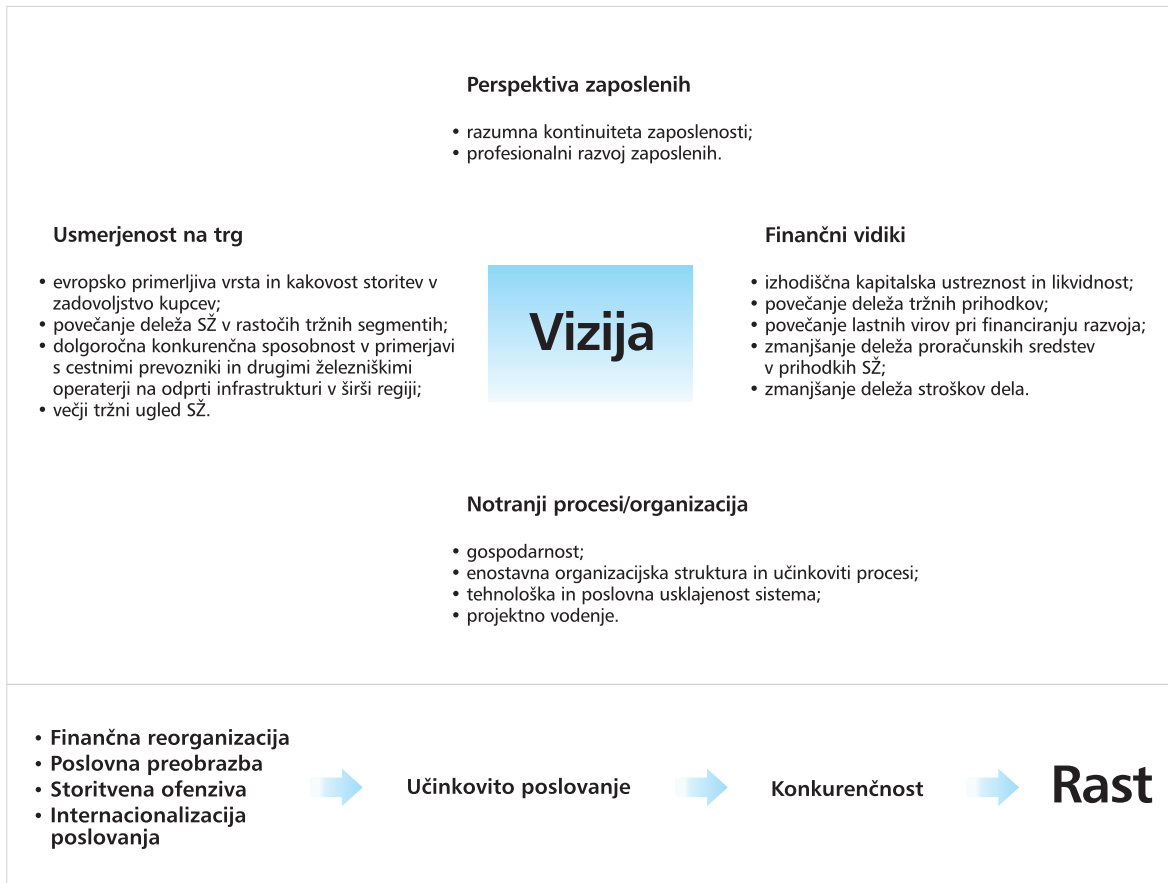 Perspektiva zaposlenih
• razumna kontinuiteta zaposlenosti;
• profesionalni razvoj zaposlenih.
Usmerjenost na trg
• evropsko primerljiva vrsta in kakovost storitev v
zadovoljstvo kupcev;
• povečanje deleža SŽ v rastočih tržnih segmentih;
• dolgoročna konkurenčna sposobnost v primerjavi
s cestnimi prevozniki in drugimi železniškimi
operaterji na odprti infrastrukturi v širši regiji;
• večji tržni ugled SŽ.
Vizija
Finančni vidiki
• izhodiščna kapitalska ustreznost in likvidnost;
• povečanje deleža tržnih prihodkov;
• povečanje lastnih virov pri financiranju razvoja;
• zmanjšanje deleža proračunskih sredstev
v prihodkih SŽ;
• zmanjšanje deleža stroškov dela.
Notranji procesi/organizacija
• gospodarnost;
• enostavna organizacijska struktura in učinkoviti procesi;
• tehnološka in poslovna usklajenost sistema;
• projektno vodenje.
• Finančna reorganizacija
• Poslovna preobrazba
• Storitvena ofenziva
• Internacionalizacija
poslovanja
Učinkovito poslovanje
Konkurenčnost
Rast